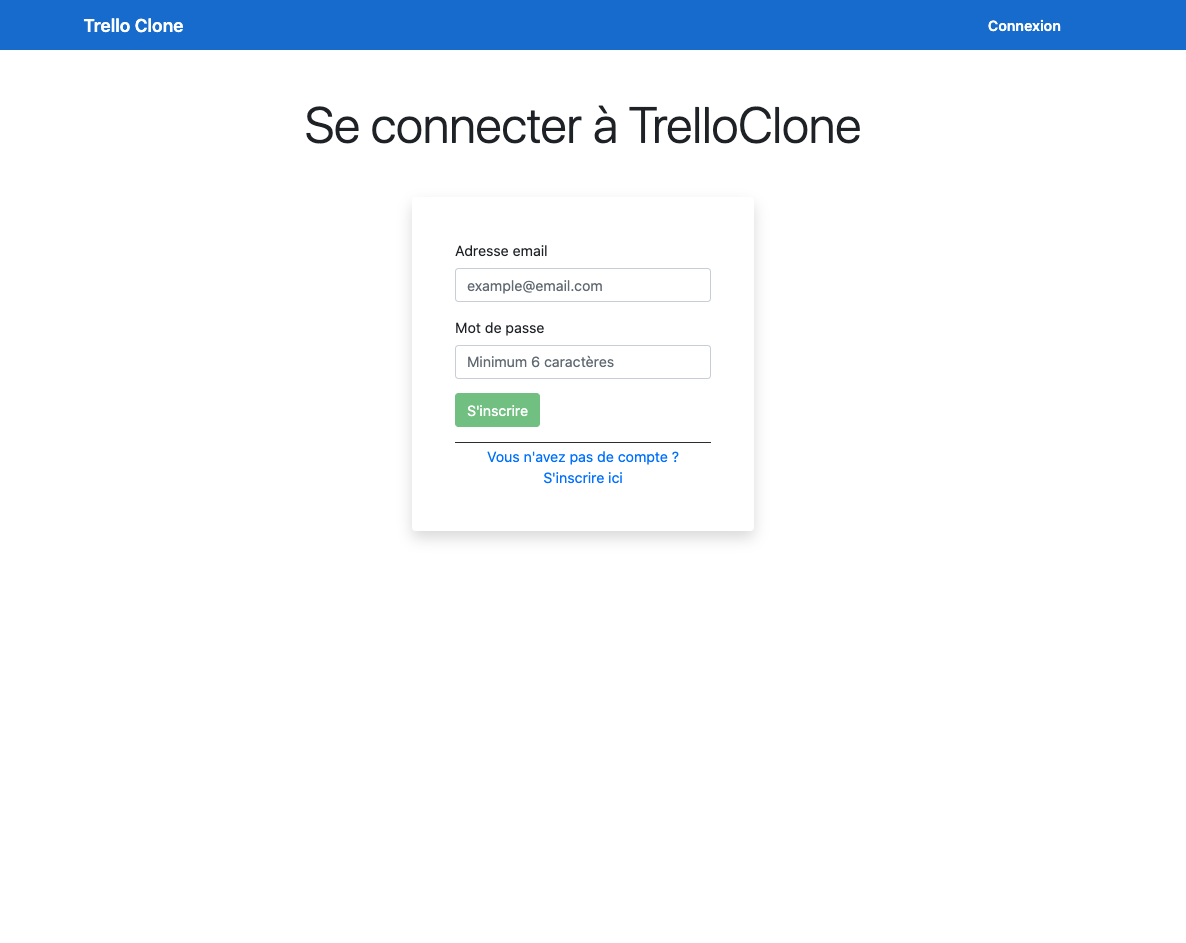 Trello Clone
Connexion
Se connecter à TrelloClone
Adresse email
example@email.com
Mot de passe
Minimum 6 caractères
S'inscrire
Vous n'avez pas de compte ?
S'inscrire ici